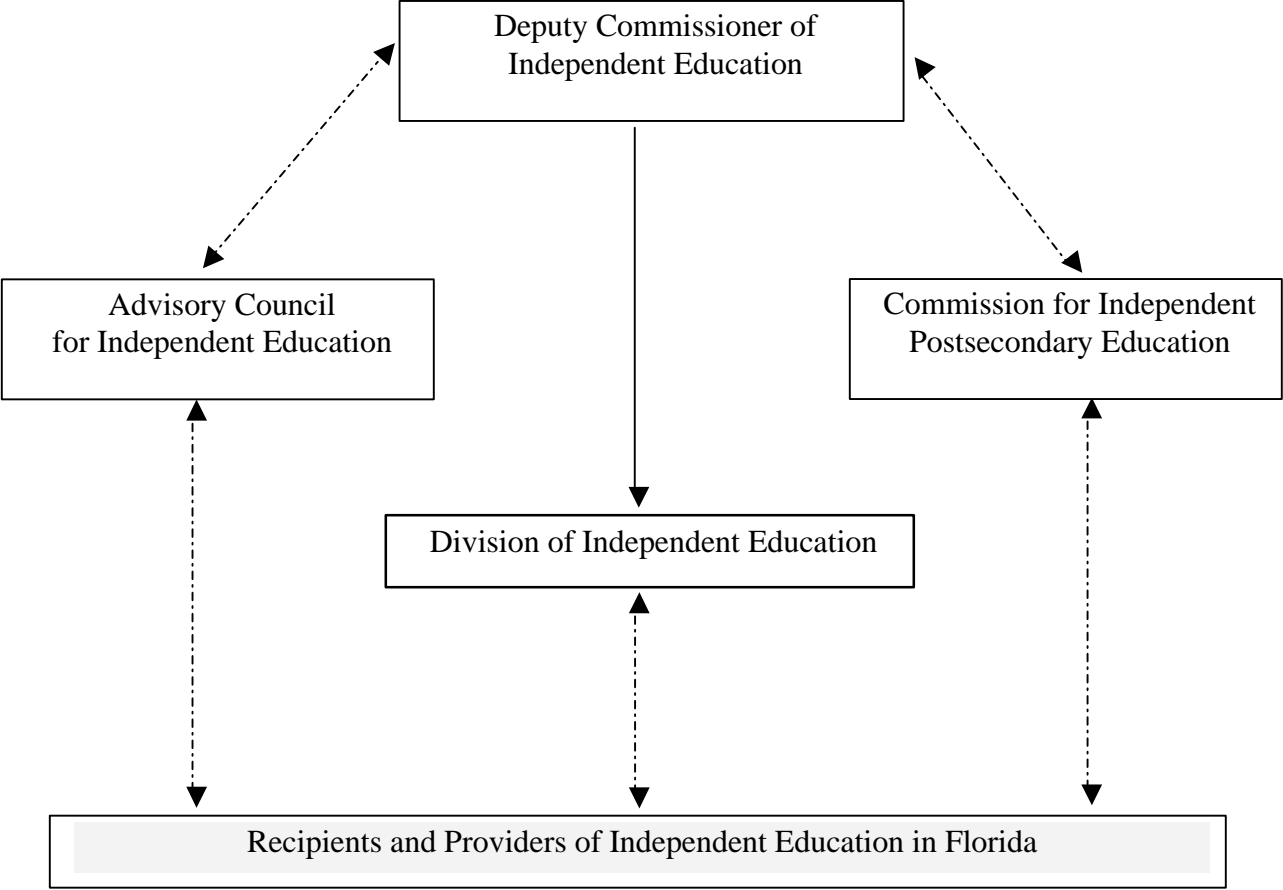 Deputy Commissioner of
Independent Education
Advisory Council
for Independent Education
Commission for Independent
Postsecondary Education
Division of Independent Education
Recipients and Providers of Independent Education in Florida